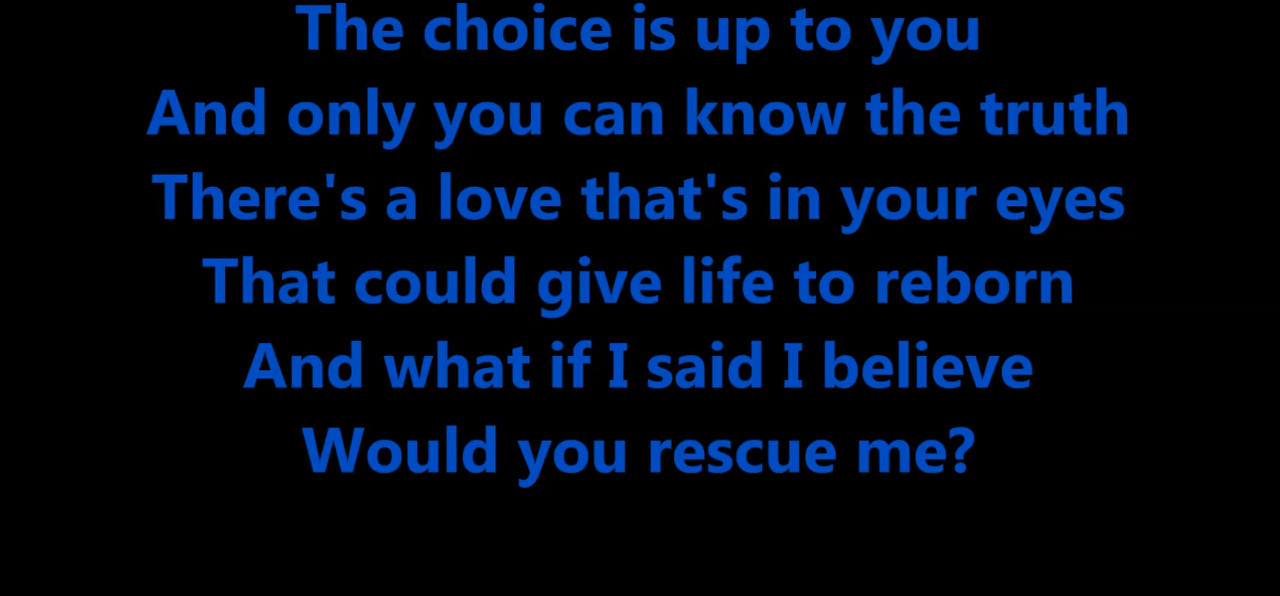 The choice is up to you
And only you can know the truth
There's a love that's in your eyes
That could give life to reborn
And what if I said I believe
Would you rescue me?